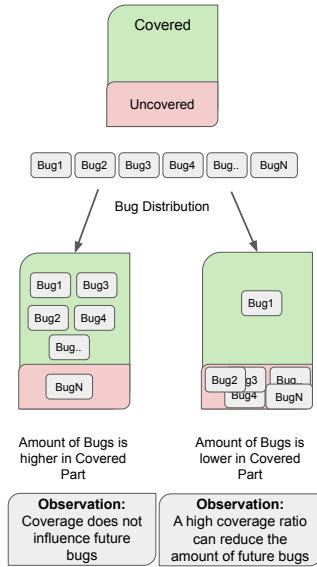 Covered
Uncovered
Bug1 Bug2 Bug3 Bug4 Bug.. BugN
Bug Distribution
Bug1 Bug3
Bug2 Bug4
Bug..
BugN
Amount of Bugs is
higher in Covered
Part
Observation:
Coverage does not
influence future
bugs
Bug1
Bug2 g3 Bug..
Bug4 BugN
Amount of Bugs is
lower in Covered
Part
Observation:
A high coverage ratio
can reduce the
amount of future bugs